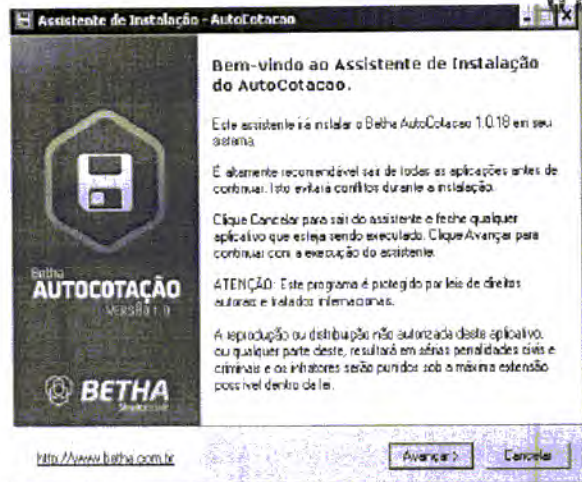 Assistente de Instalação - AutoCotacao
Bem-vindo ao Assistente de Instalação
do AutoCotacao.
Este assistente irá instalar o Betha AutoCotacao 1.0.18 em seu
sistema.
É altamente recomendável sair de todas as aplicações antes de
continuar. Isto evitará conflitos durante a instalação.
Clique Cancelar para sair do assistente e feche qualquer
aplicativo que esteja sendo executado. Clique Avançar para
continuar com a execução do assistente.
ATENÇÃO: Este programa é protegido por leis de direitos
autorais e tratados internacionais.
A reprodução ou distribuição não autorizada deste aplicativo,
ou qualquer parte deste, resultará em sérias penalidades civis e
criminais e os infratores serão punidos sob a máxima extensão
possível dentro da lei.
Betha
AUTOCOTAÇÃO
VERSÃO 1.0
BETHA
http://www.betha.com.br
Avançar >
Cancelar